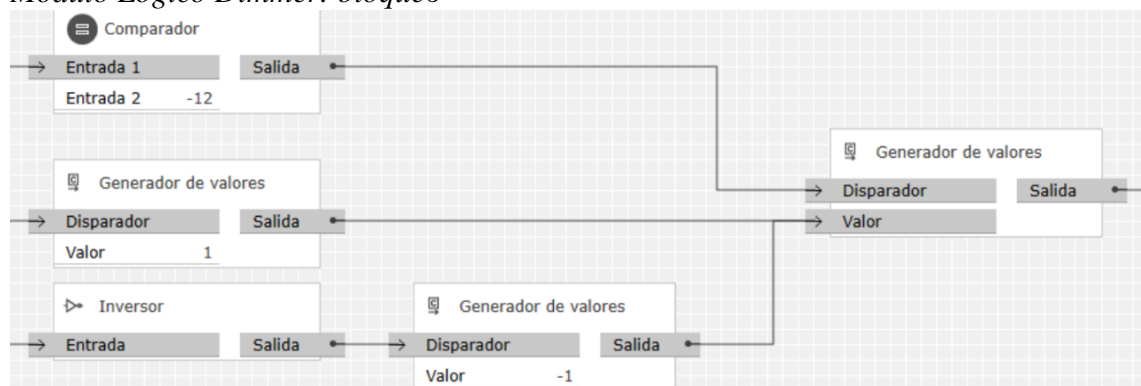 Módulo Lógico Dimmer: bloques
Comparador
Entrada 1 Salida
Entrada 2 -12
Generador de valores
Disparador Salida
Valor
Generador de valores
Disparador Salida
Valor 1
Inversor
Entrada Salida
Generador de valores
Disparador Salida
Valor -1